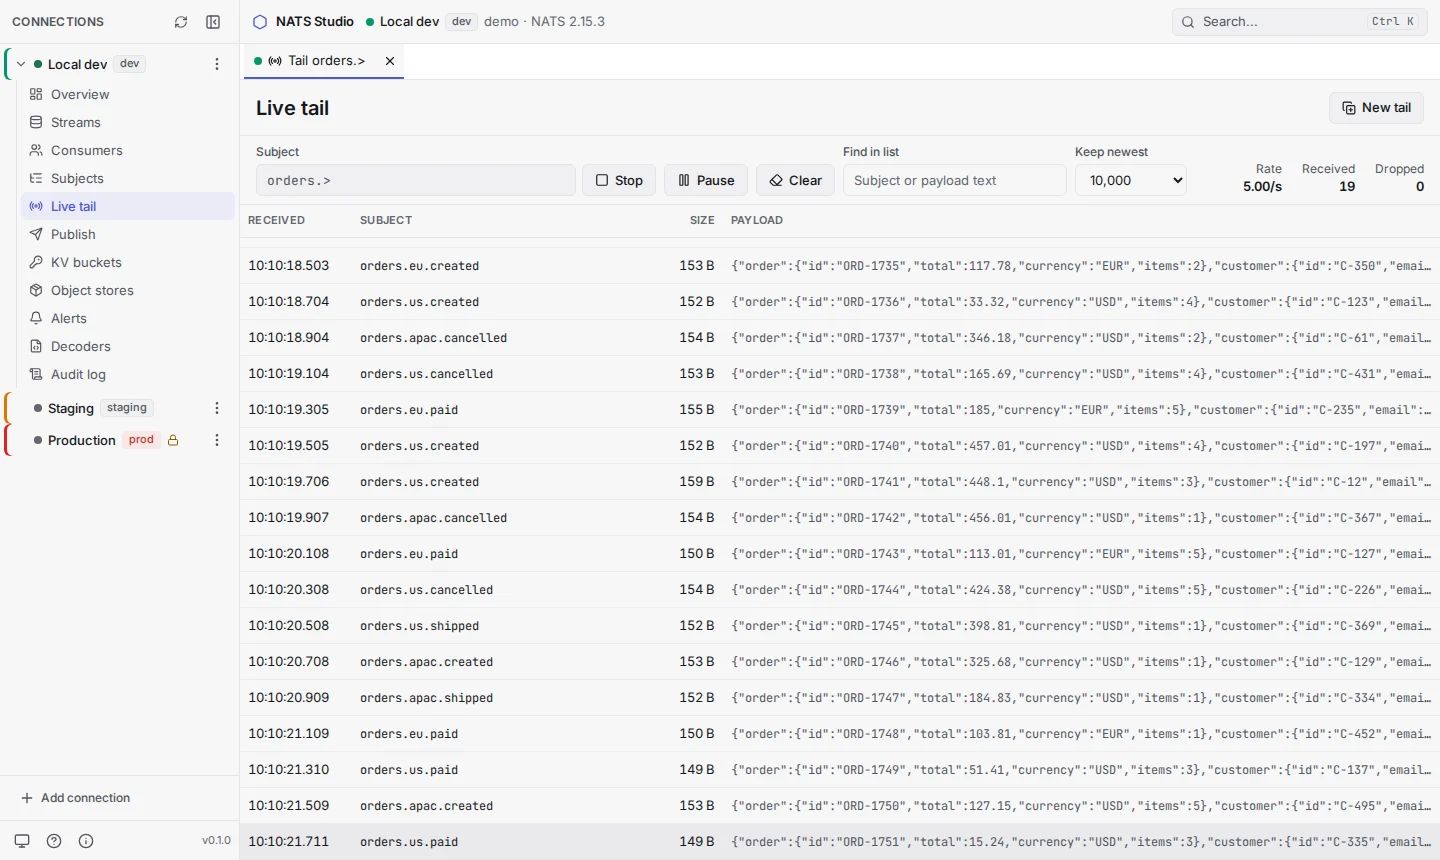 CONNECTIONS
NATS Studio Local dev dev demo · NATS 2.15.3
Search... Ctrl K
Local dev dev
Overview
Streams
Consumers
Subjects
Live tail
Publish
KV buckets
Object stores
Alerts
Decoders
Audit log
Staging staging
Production prod
Add connection
v0.1.0
Tail orders.>
Live tail
New tail
Subject
orders.>
Stop
Pause
Clear
Find in list
Subject or payload text
Keep newest
10,000
Rate Received Dropped
5.00/s 19 0
RECEIVED SUBJECT SIZE PAYLOAD
10:10:18.503 orders.eu.created 153 B {"order":{"id":"ORD-1735","total":117.78,"currency":"EUR","items":2},"customer":{"id":"C-350","emai…
10:10:18.704 orders.us.created 152 B {"order":{"id":"ORD-1736","total":33.32,"currency":"USD","items":4},"customer":{"id":"C-123","email…
10:10:18.904 orders.apac.cancelled 154 B {"order":{"id":"ORD-1737","total":346.18,"currency":"USD","items":2},"customer":{"id":"C-61","email…
10:10:19.104 orders.us.cancelled 153 B {"order":{"id":"ORD-1738","total":165.69,"currency":"USD","items":4},"customer":{"id":"C-431","emai…
10:10:19.305 orders.eu.paid 155 B {"order":{"id":"ORD-1739","total":185,"currency":"EUR","items":5},"customer":{"id":"C-235","email":…
10:10:19.505 orders.us.created 152 B {"order":{"id":"ORD-1740","total":457.01,"currency":"USD","items":4},"customer":{"id":"C-197","emai…
10:10:19.706 orders.us.created 159 B {"order":{"id":"ORD-1741","total":448.1,"currency":"USD","items":3},"customer":{"id":"C-12","email"…
10:10:19.907 orders.apac.cancelled 154 B {"order":{"id":"ORD-1742","total":456.01,"currency":"USD","items":1},"customer":{"id":"C-367","emai…
10:10:20.108 orders.eu.paid 150 B {"order":{"id":"ORD-1743","total":113.01,"currency":"EUR","items":5},"customer":{"id":"C-127","emai…
10:10:20.308 orders.us.cancelled 154 B {"order":{"id":"ORD-1744","total":424.38,"currency":"USD","items":5},"customer":{"id":"C-226","emai…
10:10:20.508 orders.us.shipped 152 B {"order":{"id":"ORD-1745","total":398.81,"currency":"USD","items":1},"customer":{"id":"C-369","emai…
10:10:20.708 orders.apac.created 153 B {"order":{"id":"ORD-1746","total":325.68,"currency":"USD","items":1},"customer":{"id":"C-129","emai…
10:10:20.909 orders.apac.shipped 152 B {"order":{"id":"ORD-1747","total":184.83,"currency":"USD","items":1},"customer":{"id":"C-334","emai…
10:10:21.109 orders.eu.paid 150 B {"order":{"id":"ORD-1748","total":103.81,"currency":"EUR","items":1},"customer":{"id":"C-452","emai…
10:10:21.310 orders.us.paid 149 B {"order":{"id":"ORD-1749","total":51.41,"currency":"USD","items":3},"customer":{"id":"C-137","email…
10:10:21.509 orders.apac.created 153 B {"order":{"id":"ORD-1750","total":127.15,"currency":"USD","items":5},"customer":{"id":"C-495","emai…
10:10:21.711 orders.us.paid 149 B {"order":{"id":"ORD-1751","total":15.24,"currency":"USD","items":3},"customer":{"id":"C-335","email…